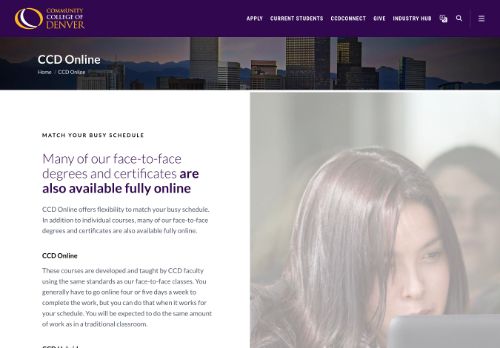 COMMUNITY
COLLEGE OF
DENVER
APPLY CURRENT STUDENTS CCDCONNECT GIVE INDUSTRY HUB
CCD Online
Home / CCD Online
MATCH YOUR BUSY SCHEDULE
Many of our face-to-face
degrees and certificates are
also available fully online
CCD Online offers flexibility to match your busy schedule.
In addition to individual courses, many of our face-to-face
degrees and certificates are also available fully online.
CCD Online
These courses are developed and taught by CCD faculty
using the same standards as our face-to-face classes. You
generally have to go online four or five days a week to
complete the work, but you can do that when it works for
your schedule. You will be expected to do the same amount
of work as in a traditional classroom.